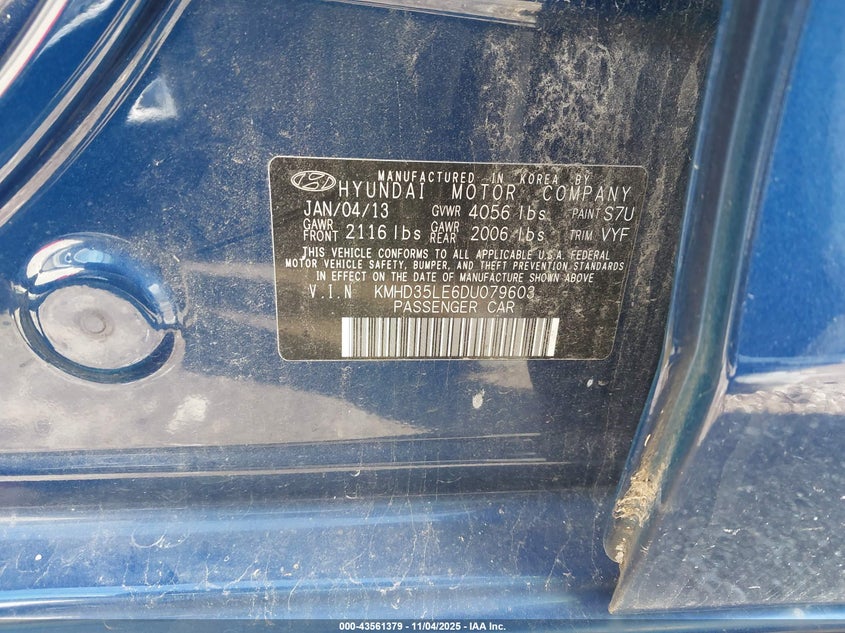 MANUFACTURED IN KOREA BY
HYUNDAI MOTOR COMPANY
JAN/04/13 GVWR 4056 lbs PAINT S7U
GAWR FRONT 2116 lbs GAWR REAR 2006 lbs TRIM VYF
THIS VEHICLE CONFORMS TO ALL APPLICABLE U.S.A. FEDERAL
MOTOR VEHICLE SAFETY, BUMPER, AND THEFT PREVENTION STANDARDS
IN EFFECT ON THE DATE OF MANUFACTURE SHOWN ABOVE
V.I.N KMHD35LE6DU079603
PASSENGER CAR
000-43561379 - 11/04/2025 - IAA Inc.